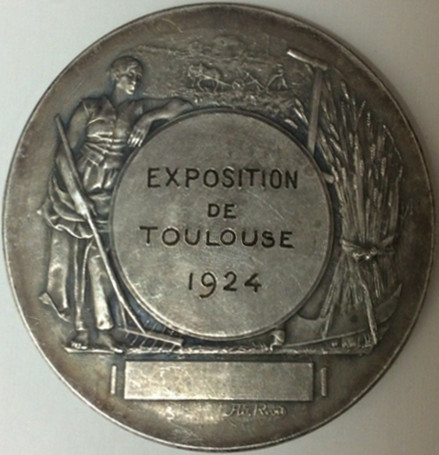 EXPOSITION
DE
TOULOUSE
1924